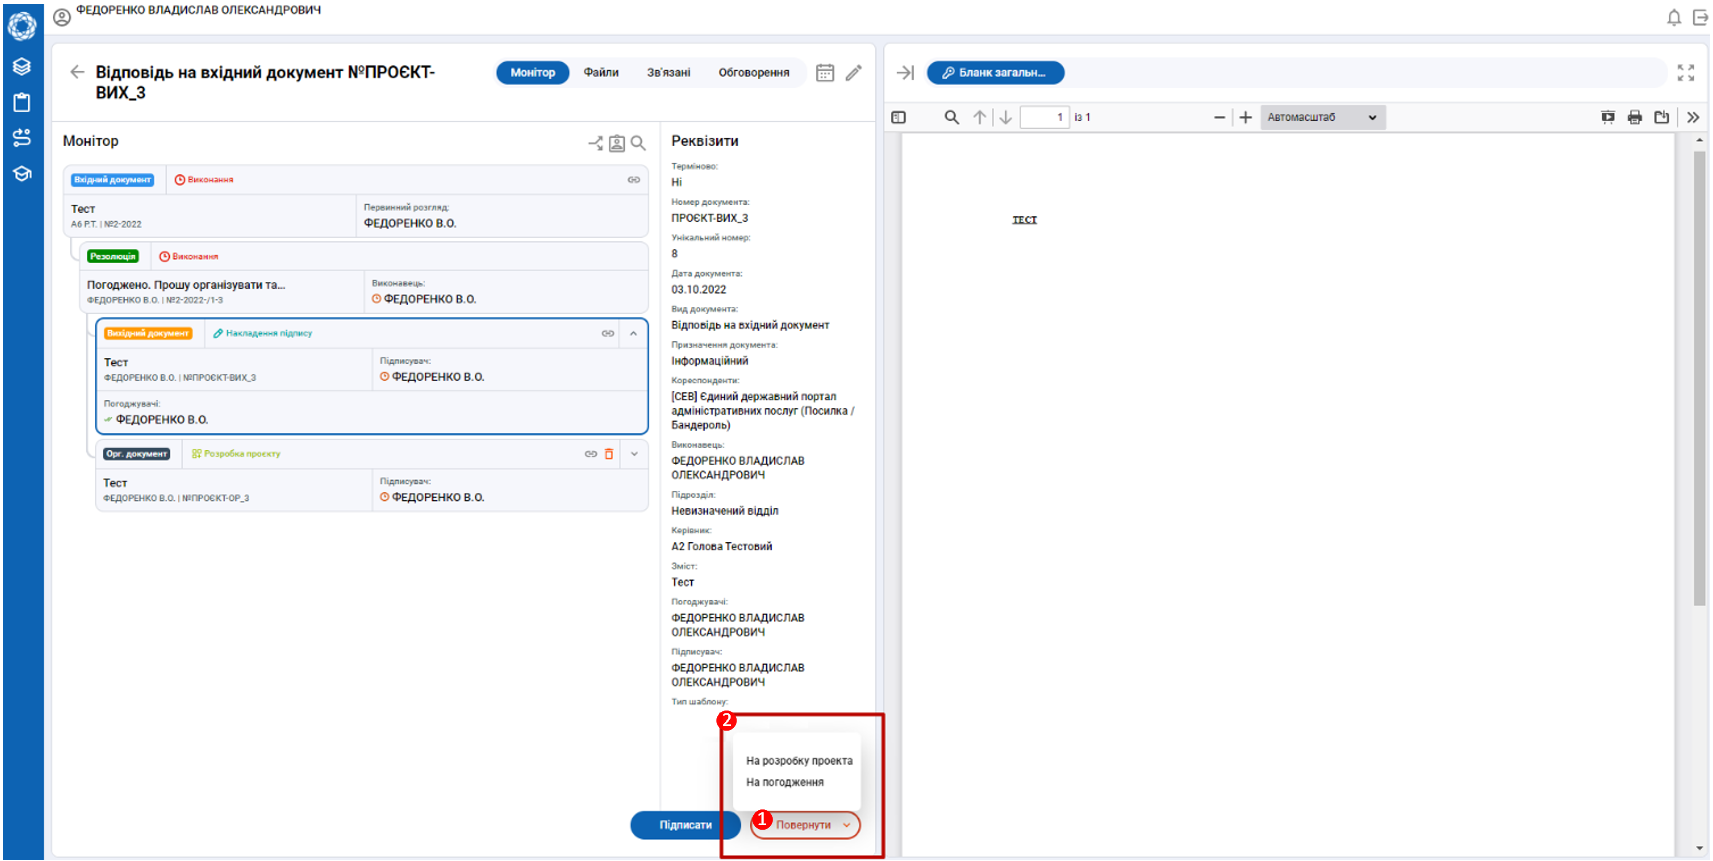 ФЕДОРЕНКО ВЛАДИСЛАВ ОЛЕКСАНДРОВИЧ
Відповідь на вхідний документ №ПРОЄКТ-
ВИХ_3
Монітор
Файли
Зв'язані
Обговорення
Бланк загальн...
1
із 1
Автомасштаб
Монітор
Вхідний документ
Виконання
Тест
А6 Р.Т. | №2-2022
Первинний розгляд:
ФЕДОРЕНКО В.О.
Резолюція
Виконання
Погоджено. Прошу організувати та...
ФЕДОРЕНКО В.О. | №2-2022-/1-3
Виконавець:
ФЕДОРЕНКО В.О.
Вихідний документ
Накладення підпису
Тест
ФЕДОРЕНКО В.О. | №ПРОЄКТ-ВИХ_3
Підписувач:
ФЕДОРЕНКО В.О.
Погоджувачі:
ФЕДОРЕНКО В.О.
Орг. документ
Розробка проєкту
Тест
ФЕДОРЕНКО В.О. | №ПРОЄКТ-ОР_3
Підписувач:
ФЕДОРЕНКО В.О.
Реквізити
Терміново:
Ні
Номер документа:
ПРОЄКТ-ВИХ_3
Унікальний номер:
8
Дата документа:
03.10.2022
Вид документа:
Відповідь на вхідний документ
Призначення документа:
Інформаційний
Кореспонденти:
[СЕВ] Єдиний державний портал
адміністративних послуг (Посилка /
Бандероль)
Виконавець:
ФЕДОРЕНКО ВЛАДИСЛАВ
ОЛЕКСАНДРОВИЧ
Підрозділ:
Невизначений відділ
Керівник:
А2 Голова Тестовий
Зміст:
Тест
Погоджувачі:
ФЕДОРЕНКО ВЛАДИСЛАВ
ОЛЕКСАНДРОВИЧ
Підписувач:
ФЕДОРЕНКО ВЛАДИСЛАВ
ОЛЕКСАНДРОВИЧ
Тип шаблону:
2
На розробку проекта
На погодження
Підписати
1
Повернути
ТЕСТ